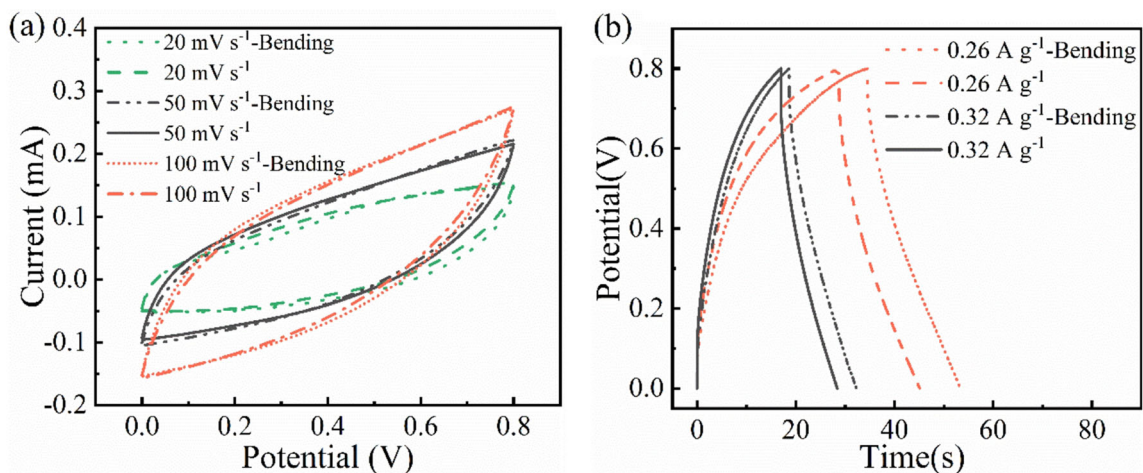 (a)
0.4
0.3
0.2
0.1
0.0
-0.1
-0.2
Current (mA)
20 mV s⁻¹-Bending
20 mV s⁻¹
50 mV s⁻¹-Bending
50 mV s⁻¹
100 mV s⁻¹-Bending
100 mV s⁻¹
0.0 0.2 0.4 0.6 0.8
Potential (V)
(b)
0.8
0.6
0.4
0.2
0.0
Potential(V)
0.26 A g⁻¹-Bending
0.26 A g⁻¹
0.32 A g⁻¹-Bending
0.32 A g⁻¹
0 20 40 60 80
Time(s)